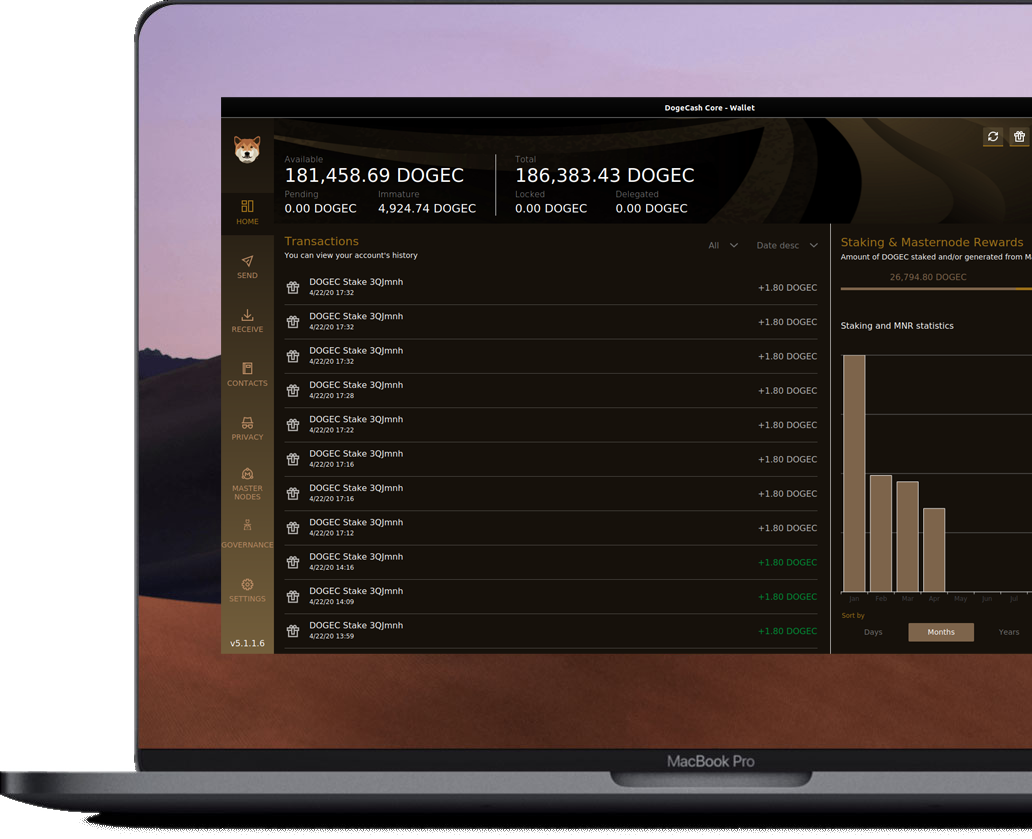 DogeCash Core - Wallet
Available
181,458.69 DOGEC
Pending
0.00 DOGEC
Immature
4,924.74 DOGEC
Total
186,383.43 DOGEC
Locked
0.00 DOGEC
Delegated
0.00 DOGEC
HOME
SEND
RECEIVE
CONTACTS
PRIVACY
MASTER
NODES
GOVERNANCE
SETTINGS
v5.1.1.6
Transactions
You can view your account's history
All
Date desc
DOGEC Stake 3QJmnh
4/22/20 17:32
+1.80 DOGEC
DOGEC Stake 3QJmnh
4/22/20 17:32
+1.80 DOGEC
DOGEC Stake 3QJmnh
4/22/20 17:32
+1.80 DOGEC
DOGEC Stake 3QJmnh
4/22/20 17:28
+1.80 DOGEC
DOGEC Stake 3QJmnh
4/22/20 17:22
+1.80 DOGEC
DOGEC Stake 3QJmnh
4/22/20 17:16
+1.80 DOGEC
DOGEC Stake 3QJmnh
4/22/20 17:16
+1.80 DOGEC
DOGEC Stake 3QJmnh
4/22/20 17:12
+1.80 DOGEC
DOGEC Stake 3QJmnh
4/22/20 14:16
+1.80 DOGEC
DOGEC Stake 3QJmnh
4/22/20 14:09
+1.80 DOGEC
DOGEC Stake 3QJmnh
4/22/20 13:59
+1.80 DOGEC
Staking & Masternode Rewards
Amount of DOGEC staked and/or generated from M
26,794.80 DOGEC
Staking and MNR statistics
Jan Feb Mar Apr May Jun Jul
Sort by
Days Months Years
MacBook Pro